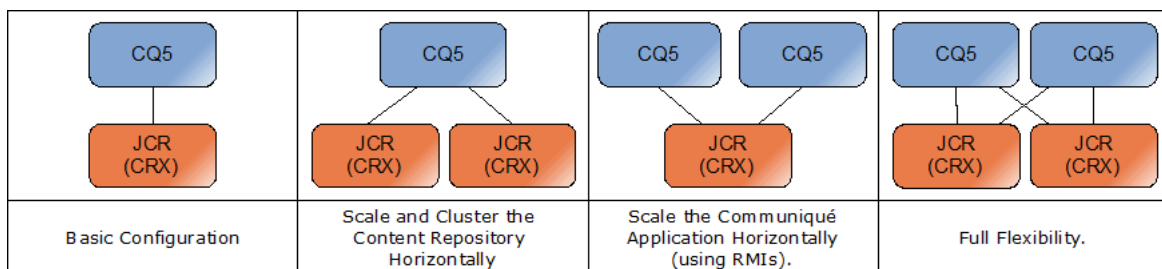 CQ5
JCR
(CRX)
Basic Configuration
CQ5
JCR
(CRX)
JCR
(CRX)
Scale and Cluster the
Content Repository
Horizontally
CQ5
CQ5
JCR
(CRX)
Scale the Communiqué
Application Horizontally
(using RMIs).
CQ5
CQ5
JCR
(CRX)
JCR
(CRX)
Full Flexibility.